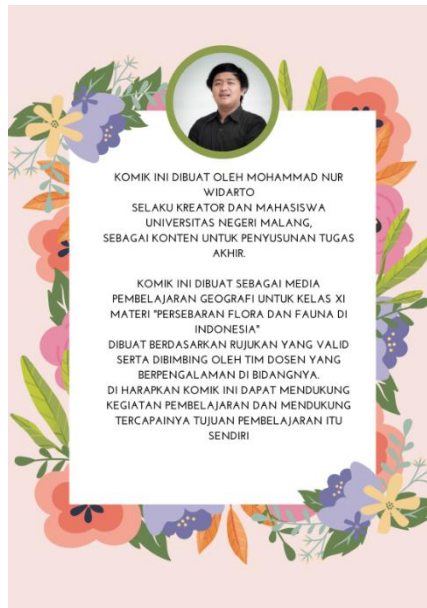 KOMIK INI DIBUAT OLEH MOHAMMAD NUR
WIDARTO
SELAKU KREATOR DAN MAHASISWA
UNIVERSITAS NEGERI MALANG,
SEBAGAI KONTEN UNTUK PENYUSUNAN TUGAS
AKHIR.
KOMIK INI DIBUAT SEBAGAI MEDIA
PEMBELAJARAN GEOGRAFI UNTUK KELAS XI
MATERI "PERSEBARAN FLORA DAN FAUNA DI
INDONESIA"
DIBUAT BERDASARKAN RUJUKAN YANG VALID
SERTA DIBIMBING OLEH TIM DOSEN YANG
BERPENGALAMAN DI BIDANGNYA.
DI HARAPKAN KOMIK INI DAPAT MENDUKUNG
KEGIATAN PEMBELAJARAN DAN MENDUKUNG
TERCAPAINYA TUJUAN PEMBELAJARAN ITU
SENDIRI